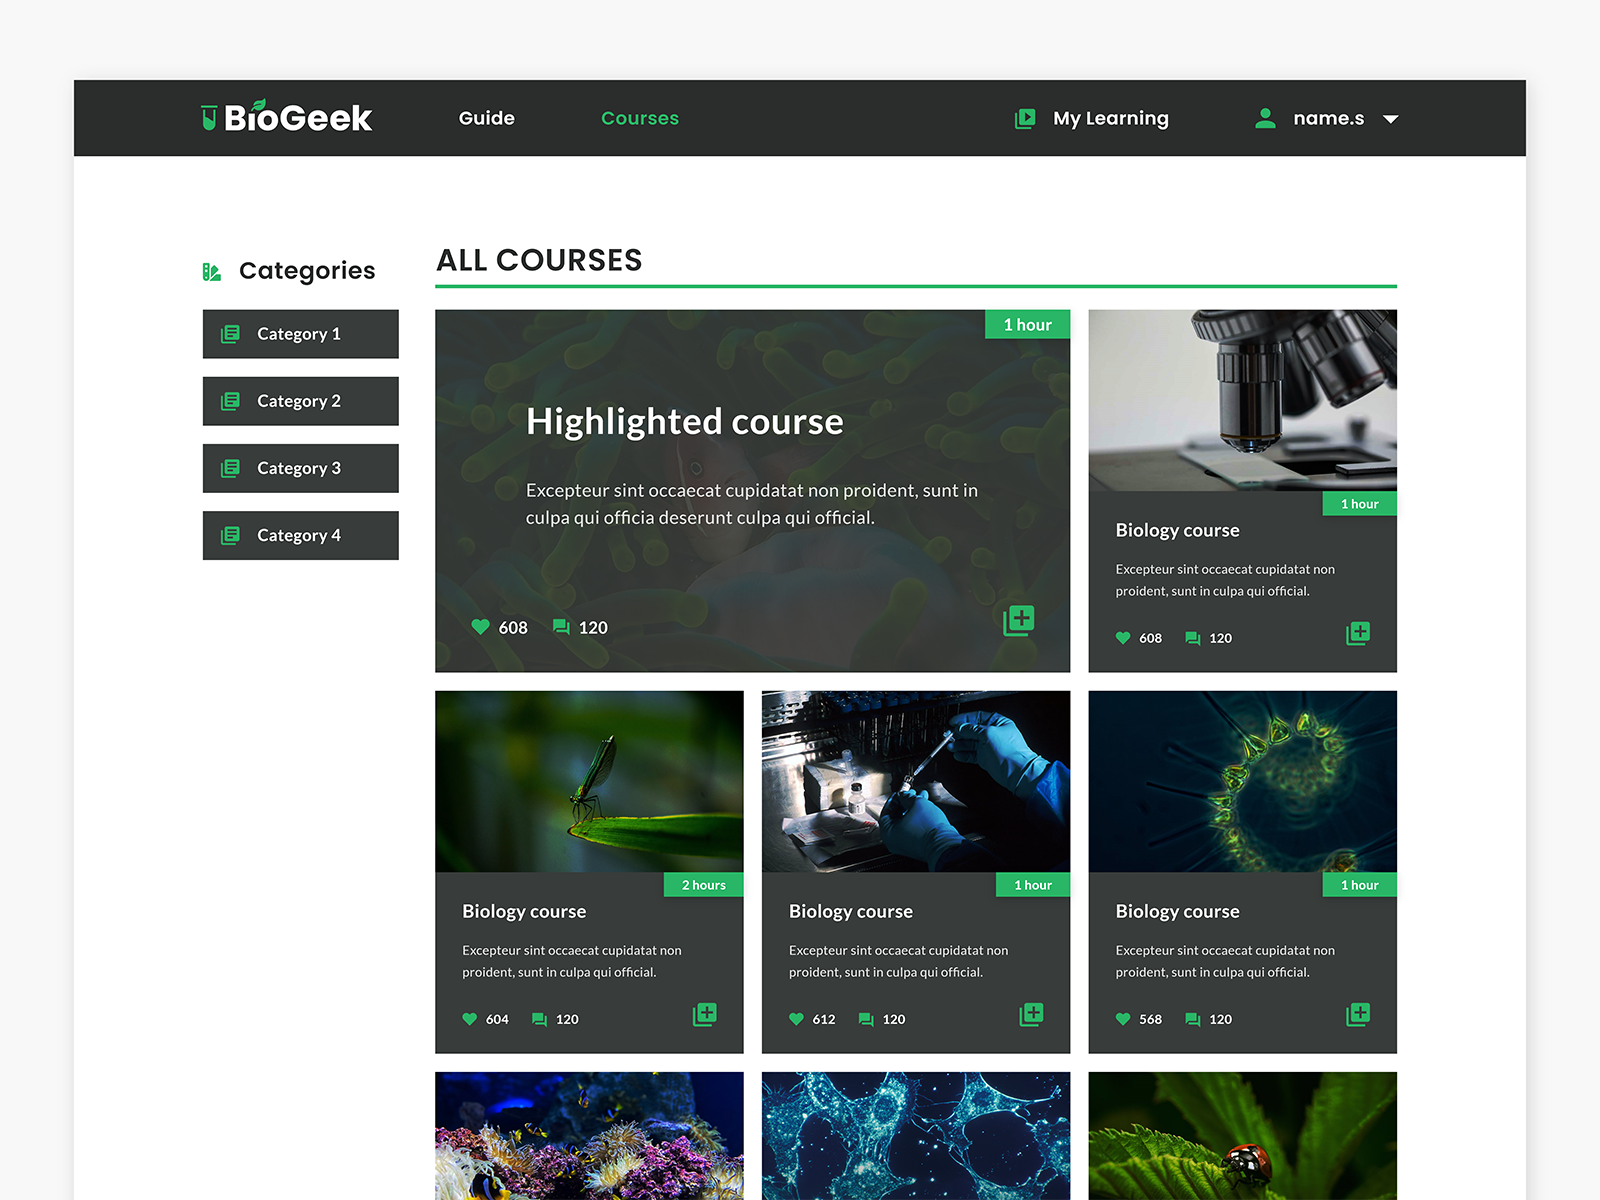 BioGeek
Guide
Courses
My Learning
name.s
Categories
Category 1
Category 2
Category 3
Category 4
ALL COURSES
1 hour
Highlighted course
Excepteur sint occaecat cupidatat non proident, sunt in
culpa qui officia deserunt culpa qui official.
608
120
1 hour
Biology course
Excepteur sint occaecat cupidatat non
proident, sunt in culpa qui official.
608
120
2 hours
Biology course
Excepteur sint occaecat cupidatat non
proident, sunt in culpa qui official.
604
120
1 hour
Biology course
Excepteur sint occaecat cupidatat non
proident, sunt in culpa qui official.
612
120
1 hour
Biology course
Excepteur sint occaecat cupidatat non
proident, sunt in culpa qui official.
568
120